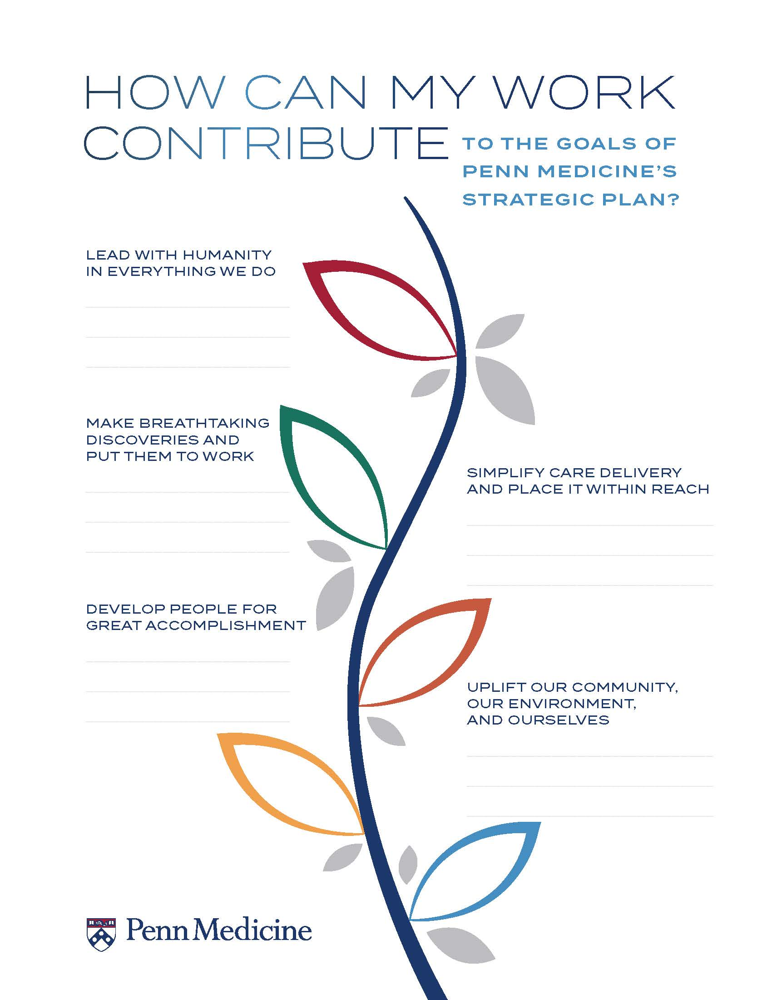 HOW CAN MY WORK
CONTRIBUTE TO THE GOALS OF
PENN MEDICINE'S
STRATEGIC PLAN?
LEAD WITH HUMANITY
IN EVERYTHING WE DO
MAKE BREATHTAKING
DISCOVERIES AND
PUT THEM TO WORK
SIMPLIFY CARE DELIVERY
AND PLACE IT WITHIN REACH
DEVELOP PEOPLE FOR
GREAT ACCOMPLISHMENT
UPLIFT OUR COMMUNITY,
OUR ENVIRONMENT,
AND OURSELVES
Penn Medicine